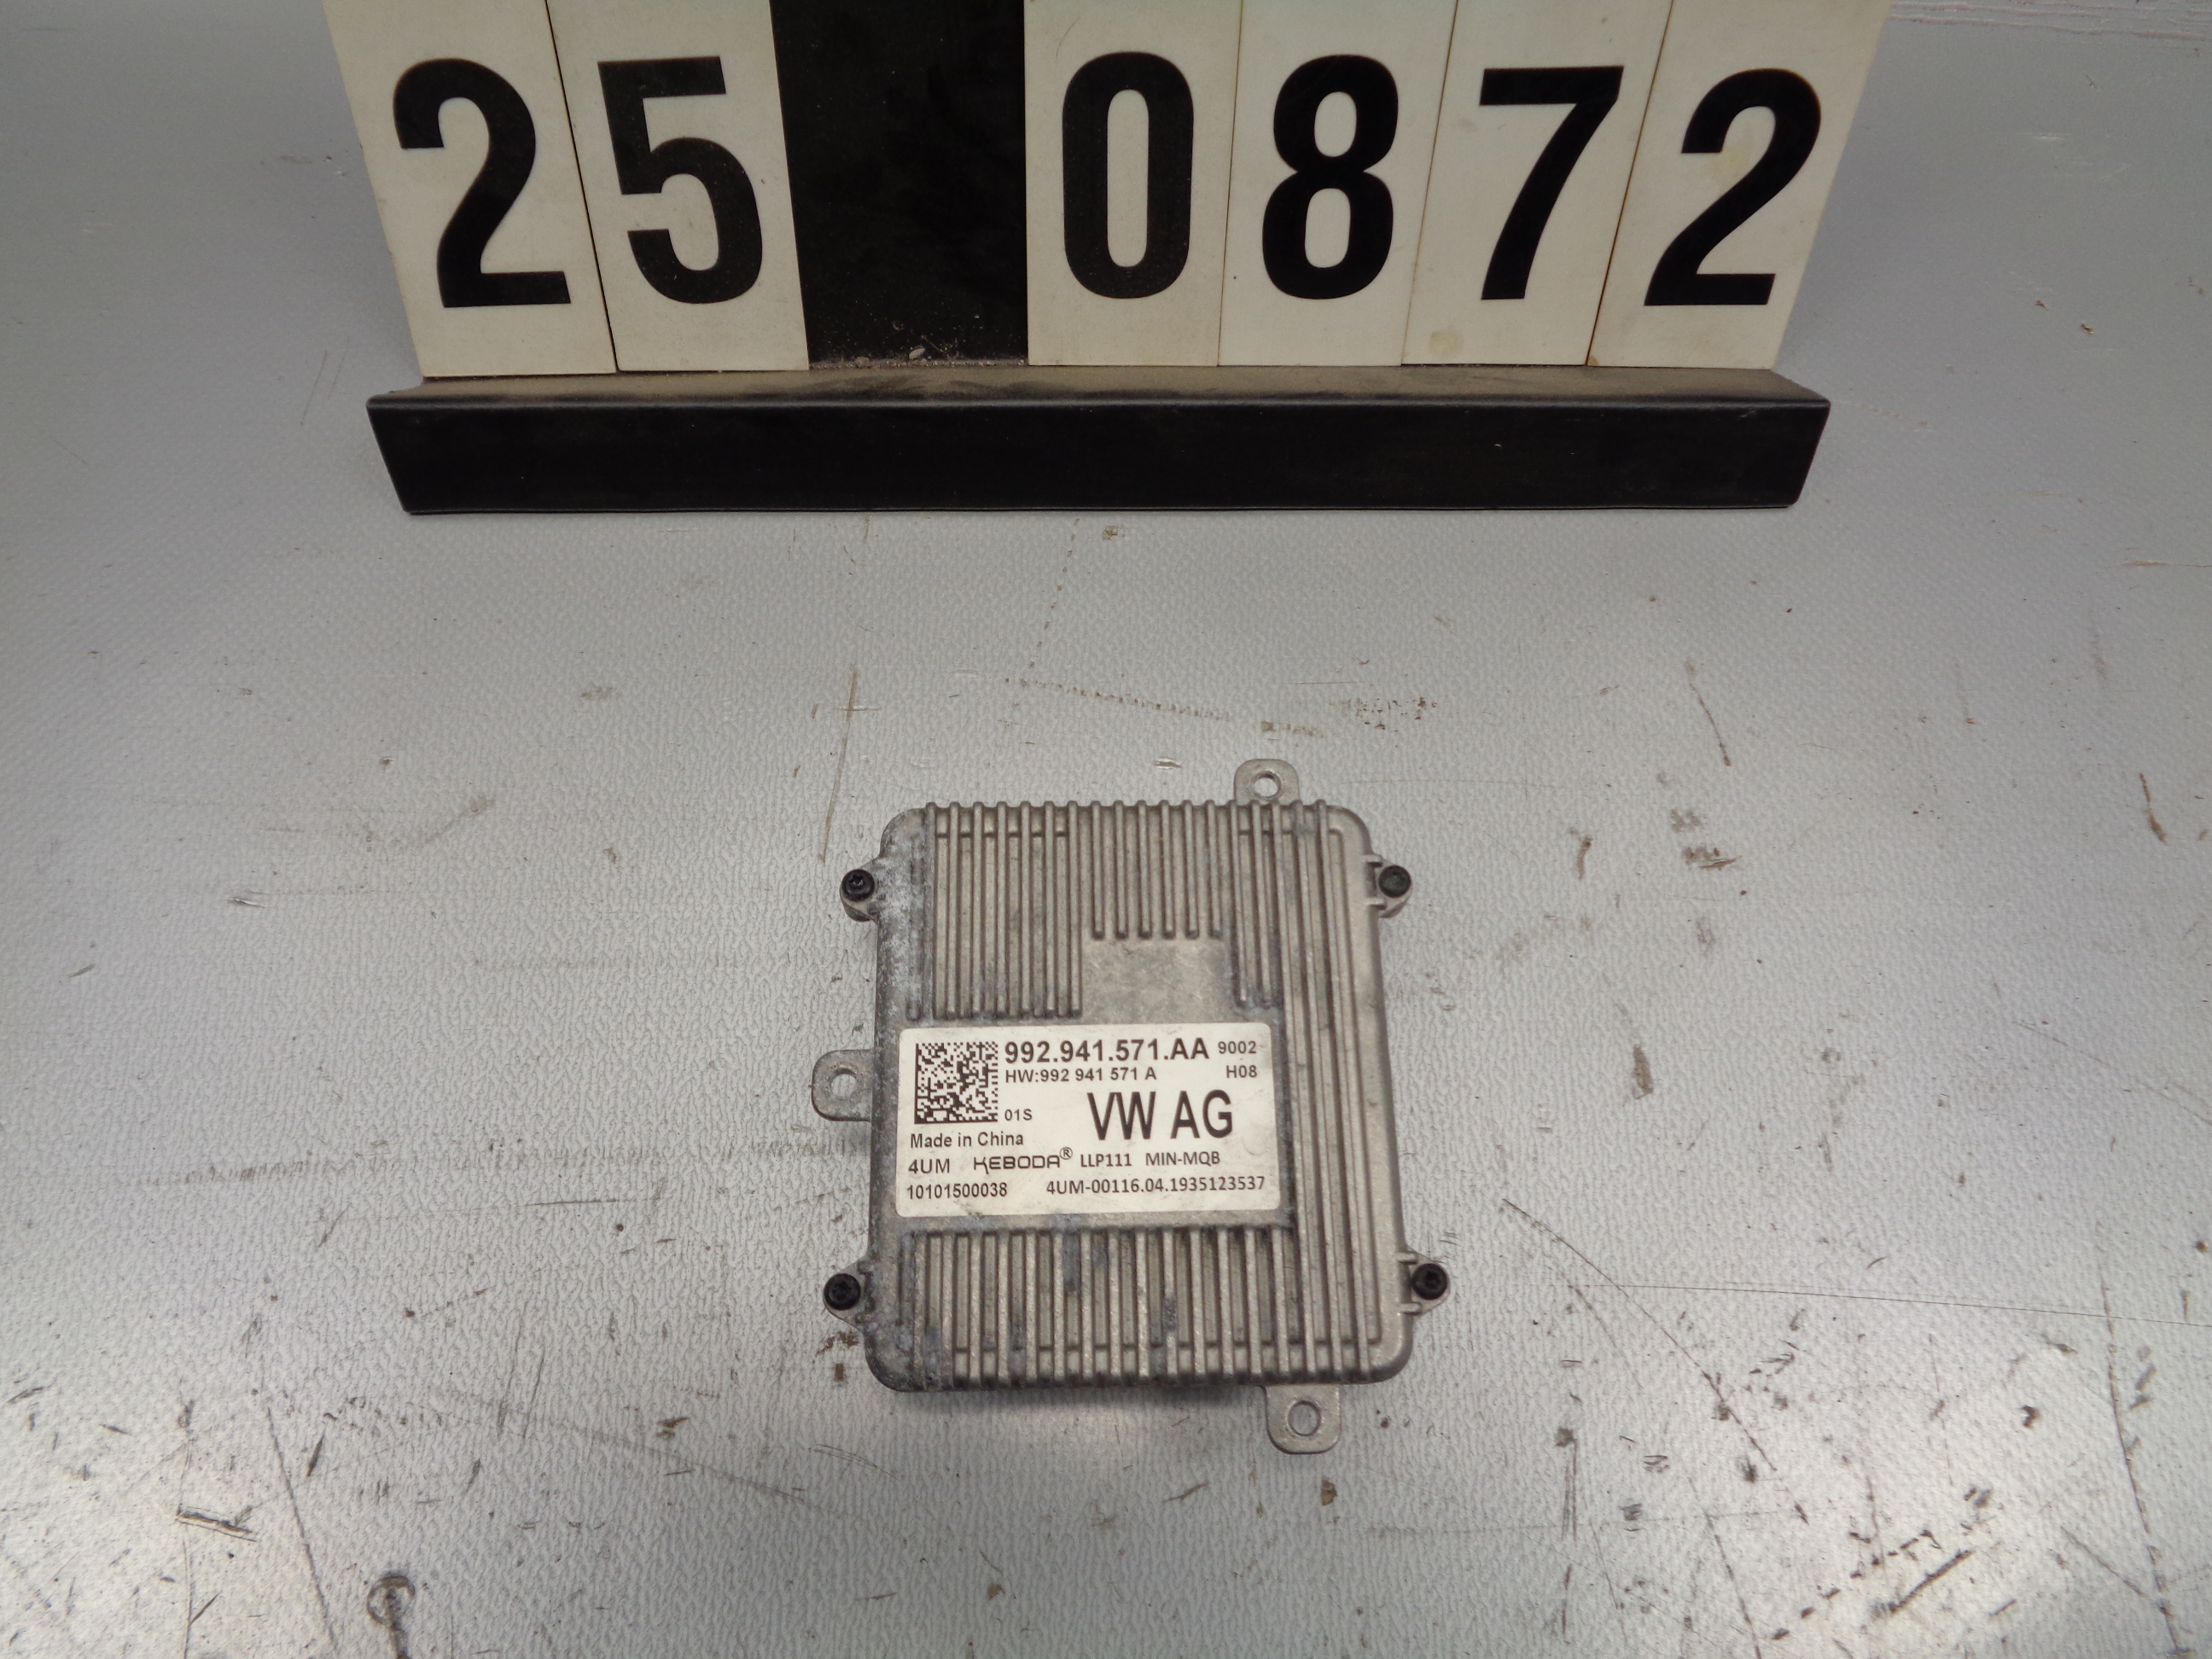 25 0872
992.941.571.AA 9002
HW:992 941 571 A H08
01S VW AG
Made in China
4UM KEBODA® LLP111 MIN-MQB
10101500038 4UM-00116.04.1935123537